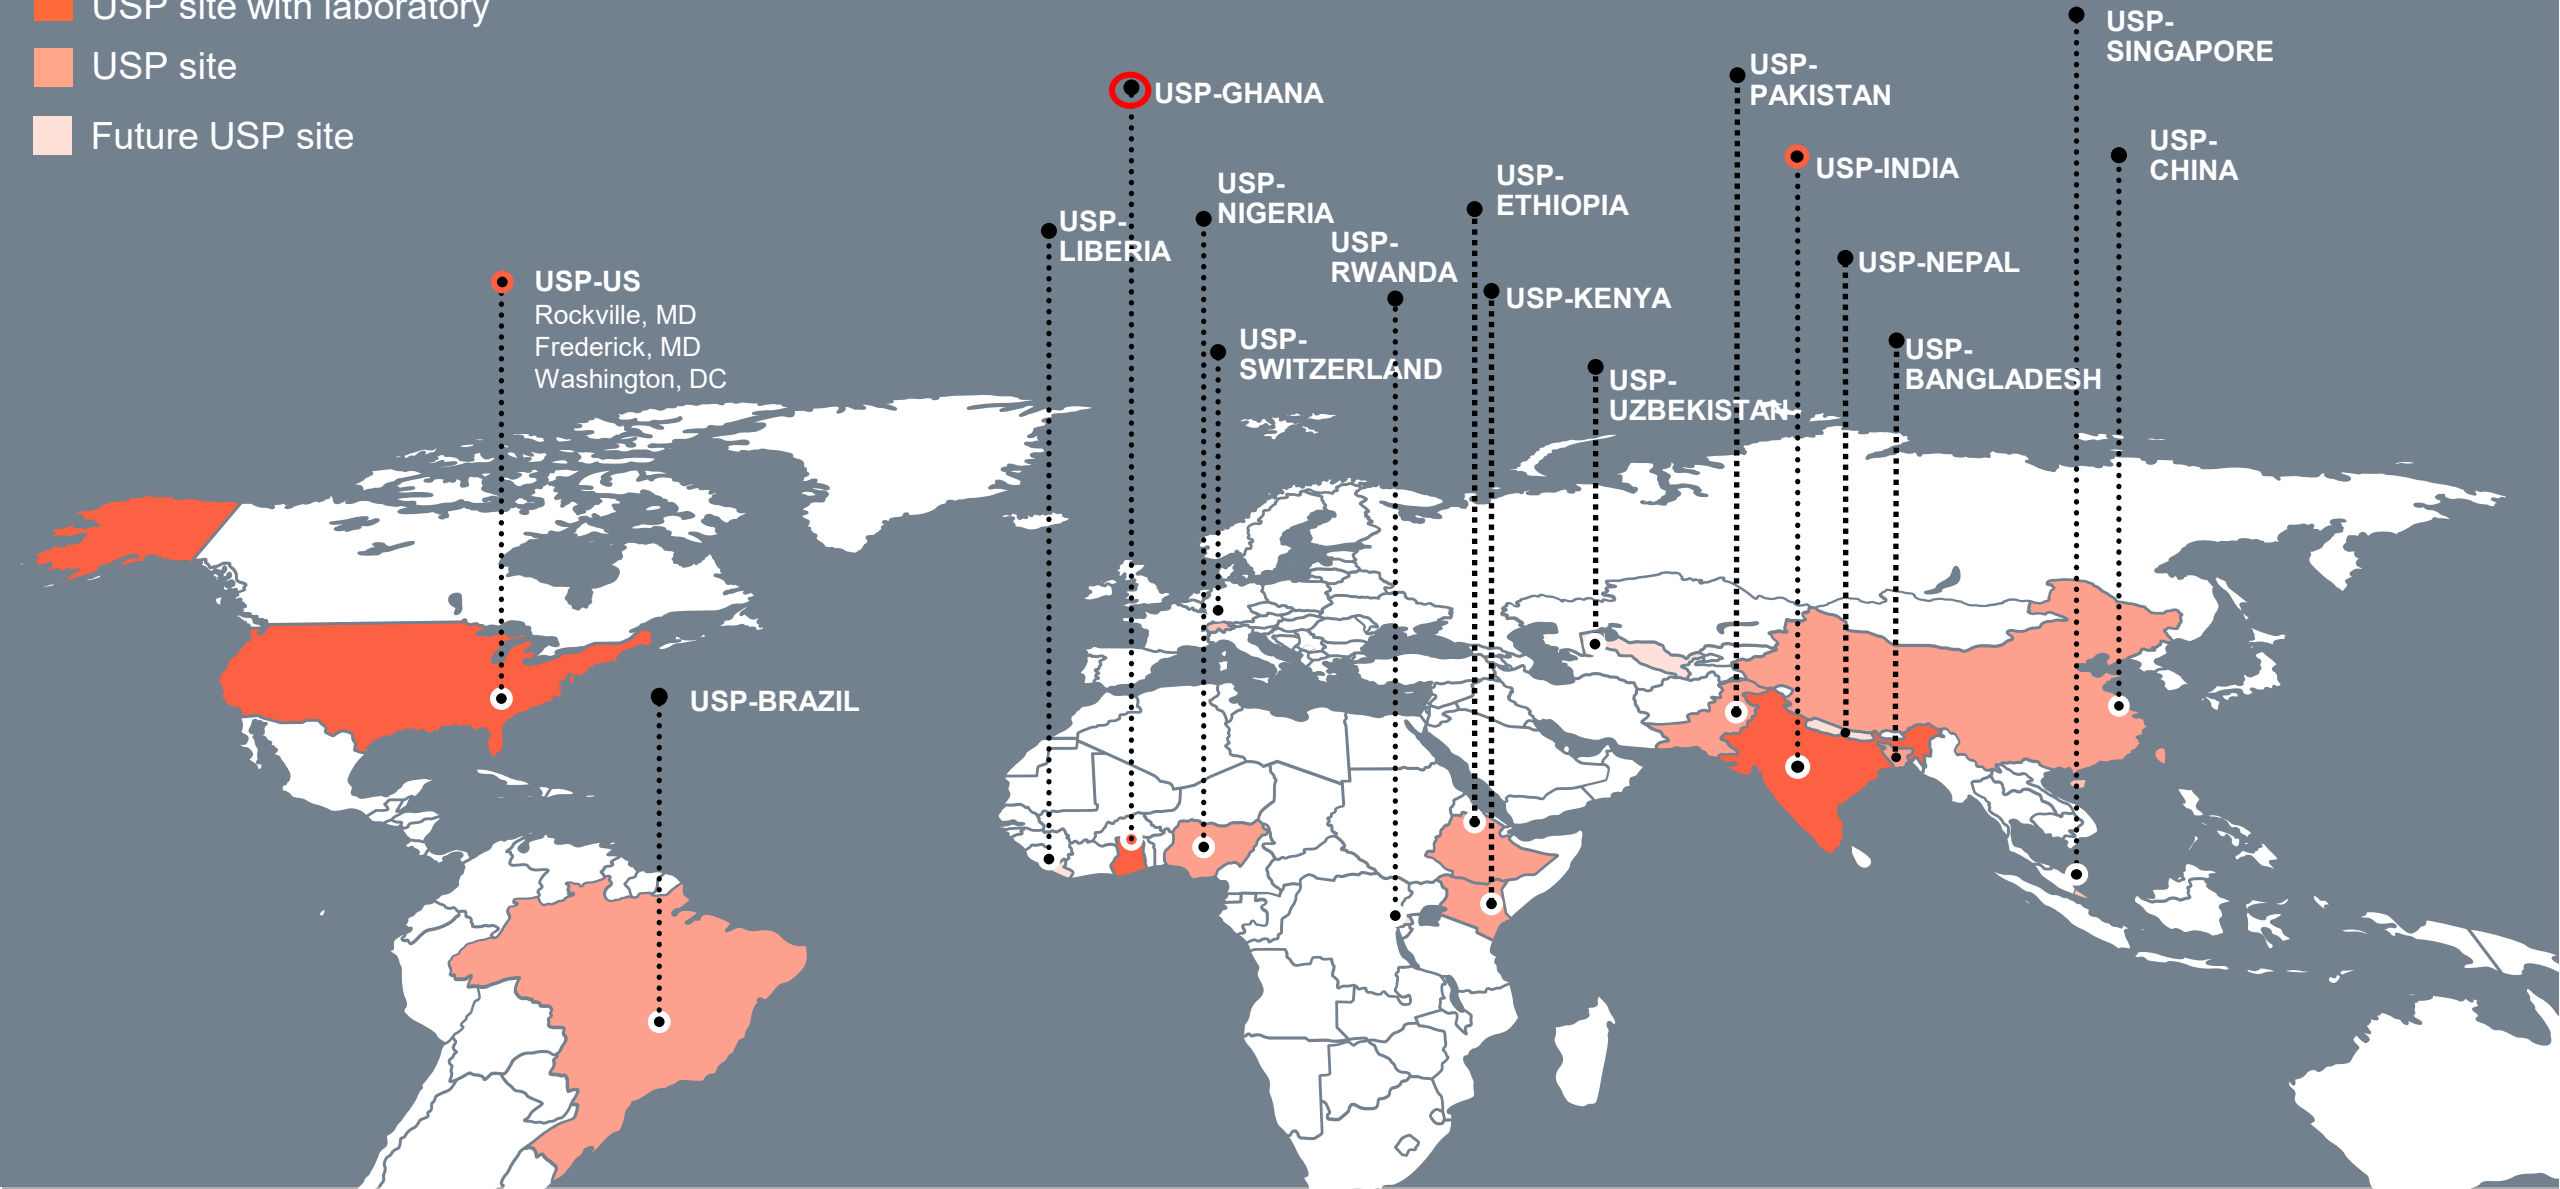 USP site with laboratory
USP site
Future USP site
USP-
SINGAPORE
USP-GHANA
USP-
PAKISTAN
USP-
CHINA
USP-INDIA
USP-
NIGERIA
USP-
ETHIOPIA
USP-
LIBERIA
USP-
RWANDA
USP-NEPAL
USP-US
Rockville, MD
Frederick, MD
Washington, DC
USP-KENYA
USP-
SWITZERLAND
USP-
UZBEKISTAN
USP-
BANGLADESH
USP-BRAZIL